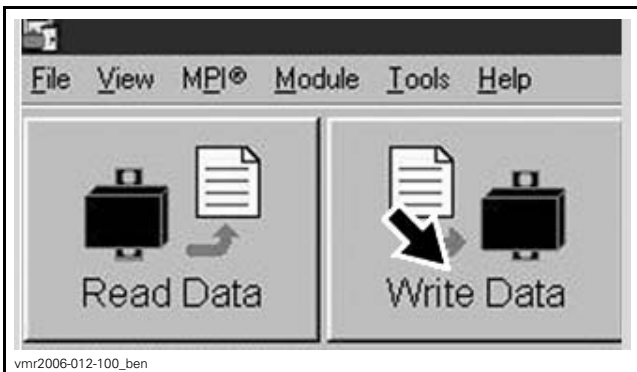 File View MPI® Module Tools Help
Read Data Write Data
vmr2006-012-100_ben